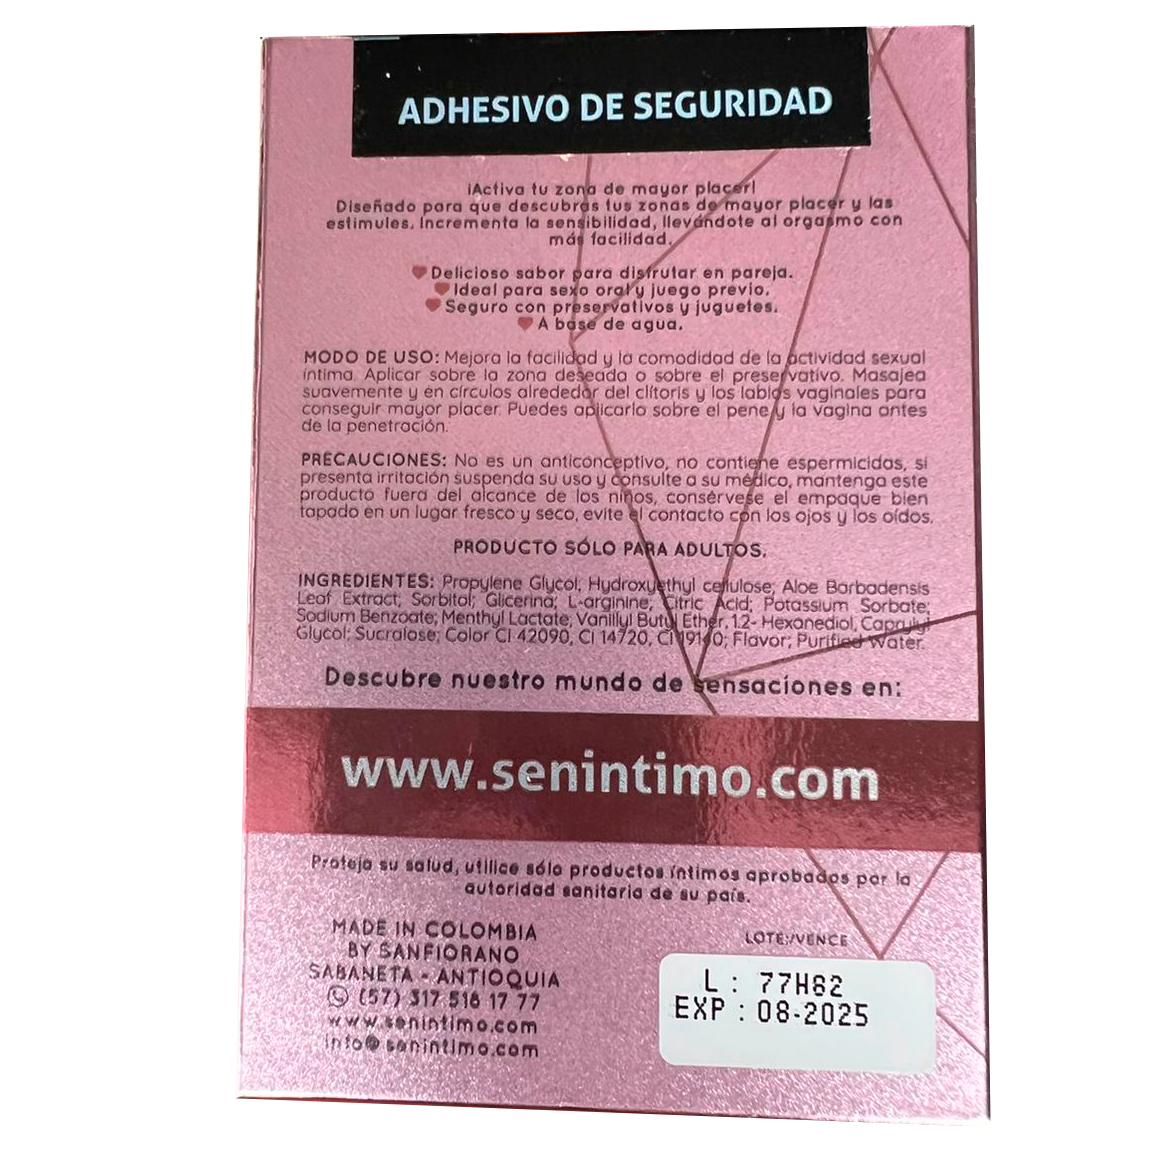 ADHESIVO DE SEGURIDAD
¡Activa tu zona de mayor placer!
Diseñado para que descubras tus zonas de mayor placer y las
estimules. Incrementa la sensibilidad, llevándote al orgasmo con
más facilidad.
Delicioso sabor para disfrutar en pareja.
Ideal para sexo oral y juego previo.
Seguro con preservativos y juguetes.
A base de agua.
MODO DE USO: Mejora la facilidad y la comodidad de la actividad sexual
íntima. Aplicar sobre la zona deseada o sobre el preservativo. Masajea
suavemente y en círculos alrededor del clítoris y los labios vaginales para
conseguir mayor placer. Puedes aplicarlo sobre el pene y la vagina antes
de la penetración.
PRECAUCIONES: No es un anticonceptivo, no contiene espermicidas, si
presenta irritación suspenda su uso y consulte a su médico, mantenga este
producto fuera del alcance de los niños, consérvese el empaque bien
tapado en un lugar fresco y seco, evite el contacto con los ojos y los oídos.
PRODUCTO SÓLO PARA ADULTOS.
INGREDIENTES: Propylene Glycol; Hydroxyethyl cellulose; Aloe Barbadensis
Leaf Extract; Sorbitol; Glicerina; L-arginine; Citric Acid; Potassium Sorbate;
Sodium Benzoate; Menthyl Lactate; Vanillyl Butyl Ether, 1.2- Hexanediol, Caprylyl
Glycol; Sucralose; Color CI 42090, CI 14720, CI 19140; Flavor; Purified Water.
Descubre nuestro mundo de sensaciones en:
www.senintimo.com
Proteja su salud, utilice sólo productos íntimos aprobados por la
autoridad sanitaria de su país.
MADE IN COLOMBIA
BY SANFIORANO
SABANETA - ANTIOQUIA
(57) 317 518 17 77
www.senintimo.com
info@senintimo.com
LOTE:/VENCE
L : 77H82
EXP : 08-2025